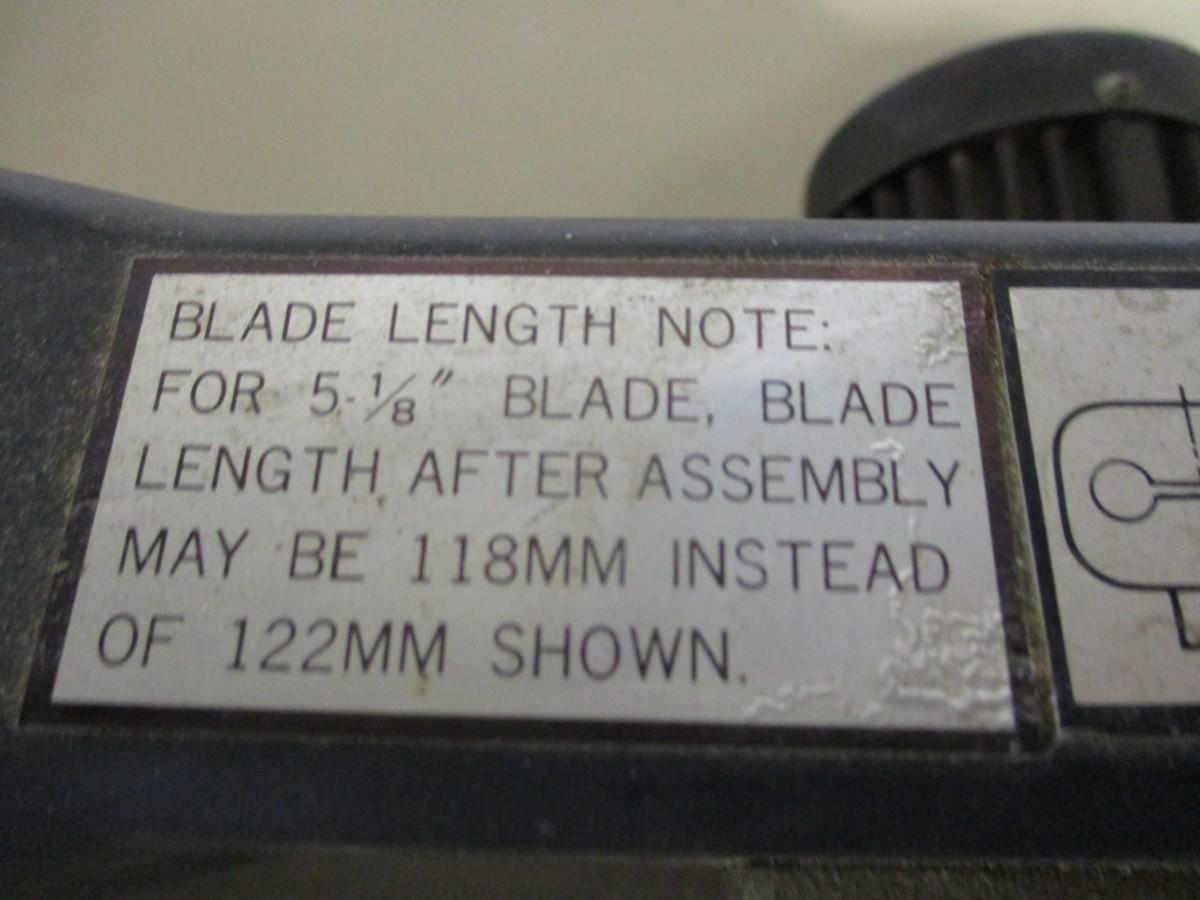 BLADE LENGTH NOTE:
FOR 5-⅛" BLADE, BLADE
LENGTH AFTER ASSEMBLY
MAY BE 118MM INSTEAD
OF 122MM SHOWN.